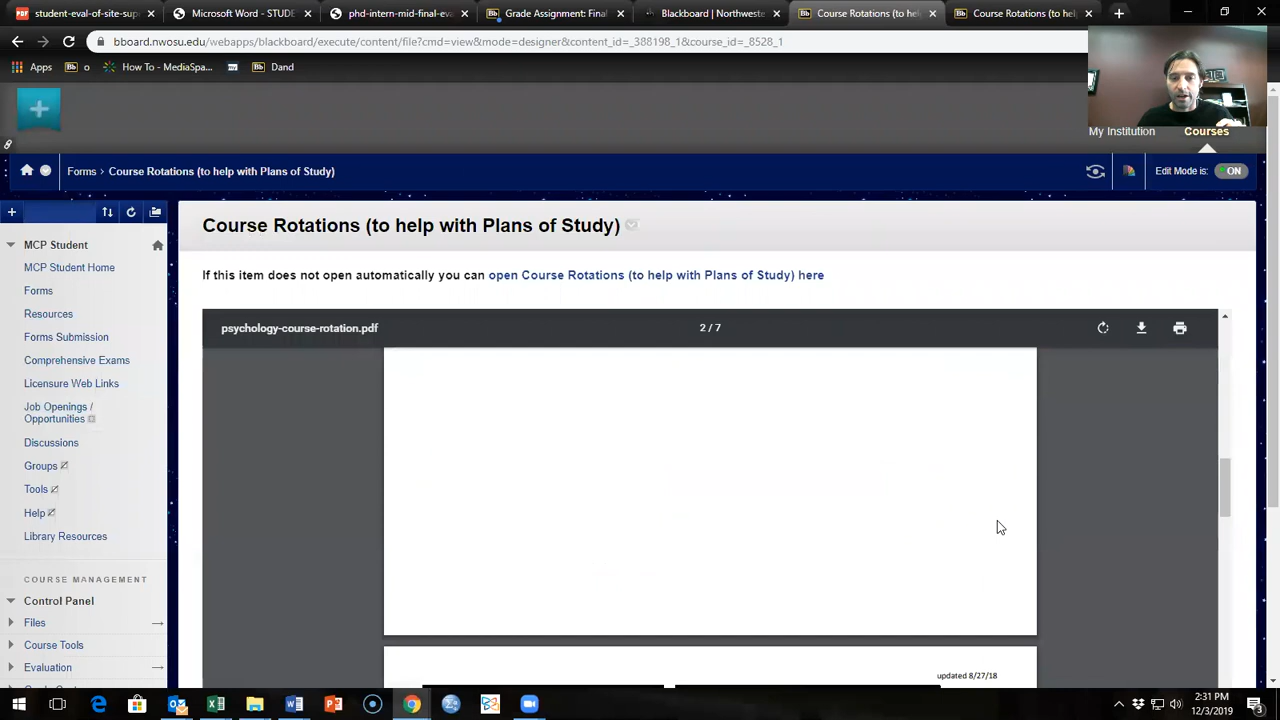 student-eval-of-site-sup
Microsoft Word - STUDE
phd-intern-mid-final-ev
Grade Assignment: Final
Blackboard | Northweste
Course Rotations (to hel
Course Rotations (to help
bboard.nwosu.edu/webapps/blackboard/execute/content/file?cmd=view&mode=designer&content_id=_388198_1&course_id=_8528_1
Apps
o
How To - MediaSpa...
Dand
My Institution
Courses
Forms > Course Rotations (to help with Plans of Study)
Edit Mode is:
ON
Course Rotations (to help with Plans of Study)
If this item does not open automatically you can open Course Rotations (to help with Plans of Study) here
psychology-course-rotation.pdf
2 / 7
updated 8/27/18
MCP Student
MCP Student Home
Forms
Resources
Forms Submission
Comprehensive Exams
Licensure Web Links
Job Openings /
Opportunities
Discussions
Groups
Tools
Help
Library Resources
COURSE MANAGEMENT
Control Panel
Files
Course Tools
Evaluation
2:31 PM
12/3/2019